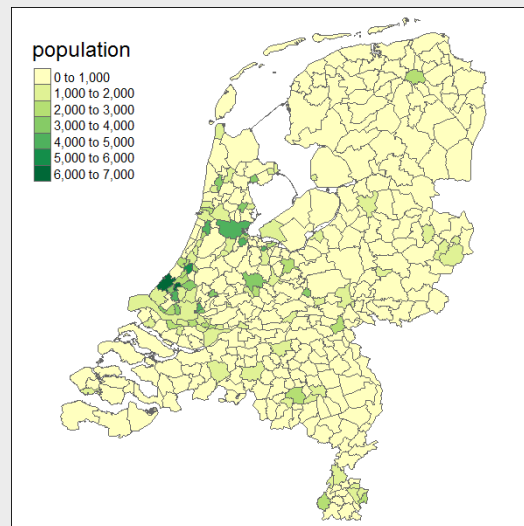 population
0 to 1,000
1,000 to 2,000
2,000 to 3,000
3,000 to 4,000
4,000 to 5,000
5,000 to 6,000
6,000 to 7,000